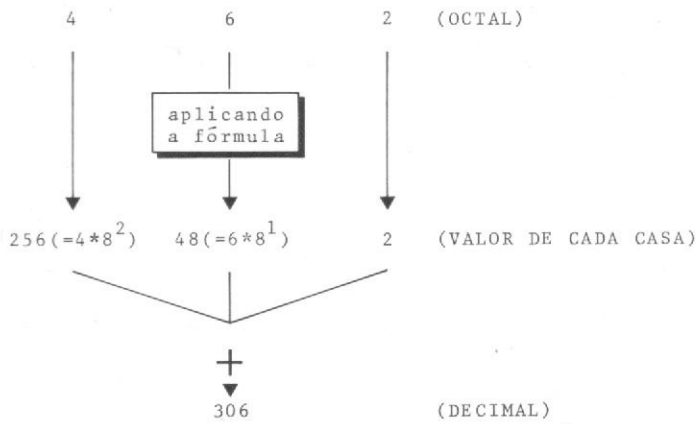 4 6 2 (OCTAL)
aplicando
a fórmula
256(=4*8²) 48(=6*8¹) 2 (VALOR DE CADA CASA)
+
306 (DECIMAL)